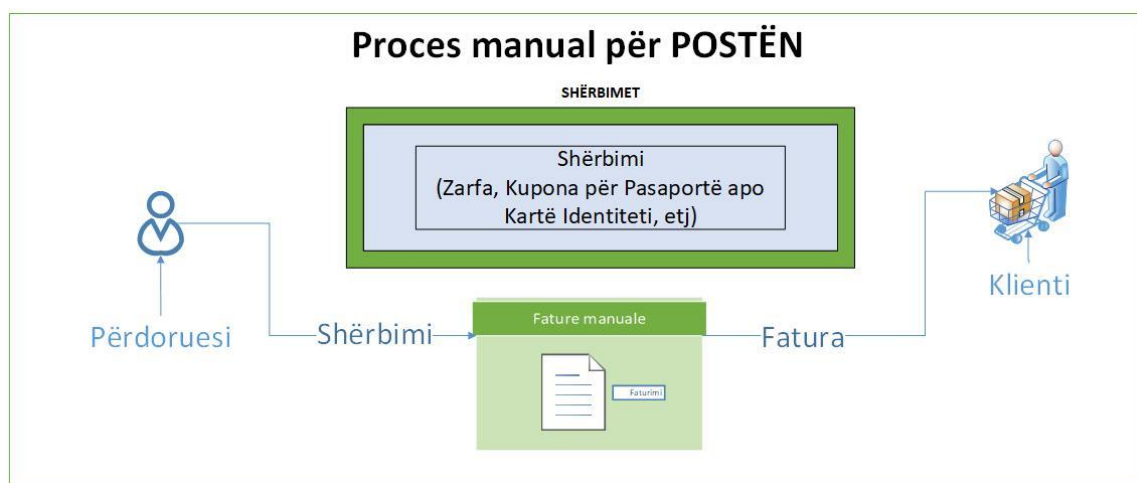 Proces manual për POSTËN
SHËRBIMET
Shërbimi
(Zarfa, Kupona për Pasaportë apo
Kartë Identiteti, etj)
Përdoruesi
Shërbimi
Fature manuale
Faturimi
Fatura
Klienti